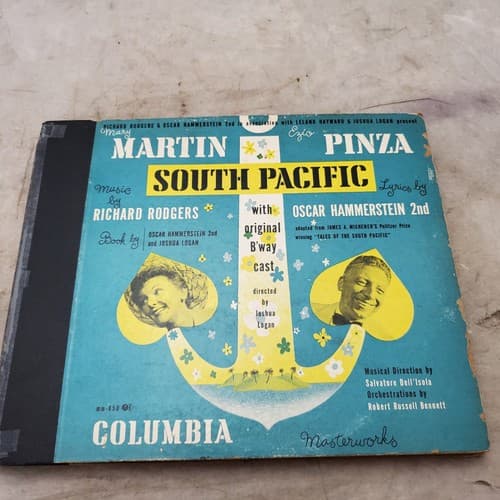 RICHARD RODGERS & OSCAR HAMMERSTEIN 2nd in association with LELAND HAYWARD & JOSHUA LOGAN present
Mary Ezio
MARTIN PINZA
SOUTH PACIFIC
Music by Lyrics by
RICHARD RODGERS OSCAR HAMMERSTEIN 2nd
Book by OSCAR HAMMERSTEIN 2nd
and JOSHUA LOGAN
adapted from JAMES A. MICHENER'S Pulitzer Prize
winning "TALES OF THE SOUTH PACIFIC"
with
original
B'way
cast
directed
by
Joshua
Logan
Musical Direction by
Salvatore Dell'Isola
Orchestrations by
Robert Russell Bennett
MM-850
COLUMBIA Masterworks